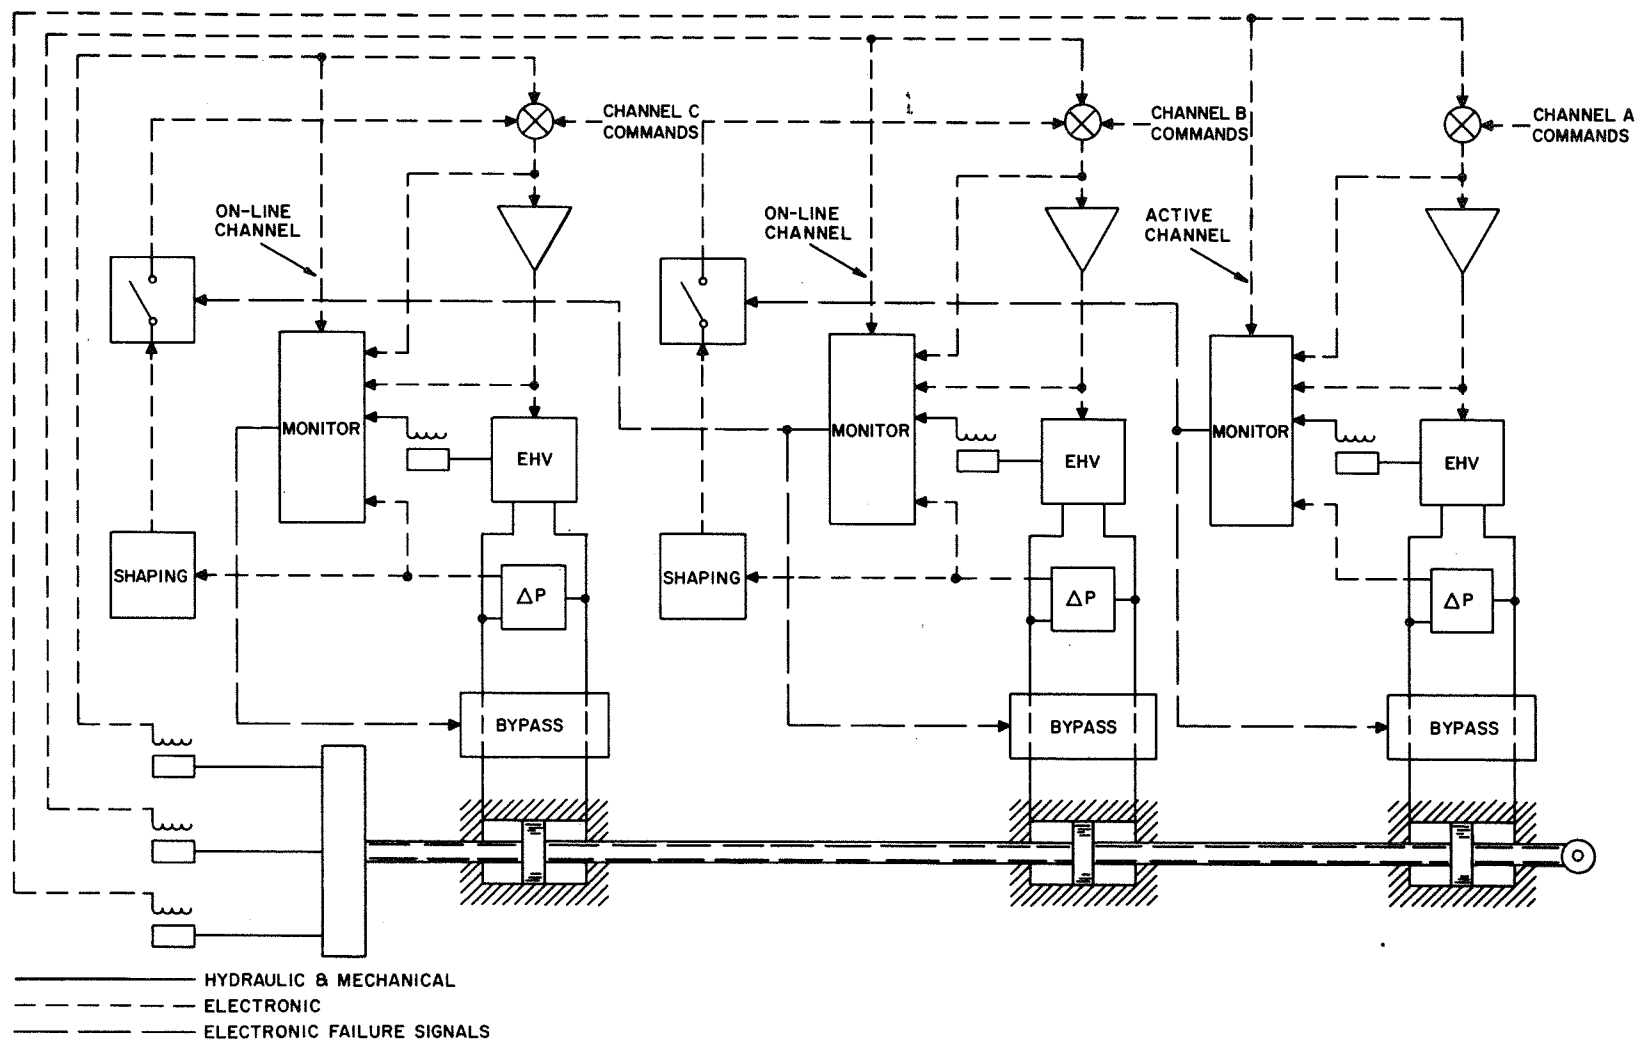 CHANNEL C
COMMANDS
CHANNEL B
COMMANDS
CHANNEL A
COMMANDS
ON-LINE
CHANNEL
ON-LINE
CHANNEL
ACTIVE
CHANNEL
MONITOR
EHV
MONITOR
EHV
MONITOR
EHV
SHAPING
ΔP
SHAPING
ΔP
ΔP
BYPASS
BYPASS
BYPASS
HYDRAULIC & MECHANICAL
ELECTRONIC
ELECTRONIC FAILURE SIGNALS